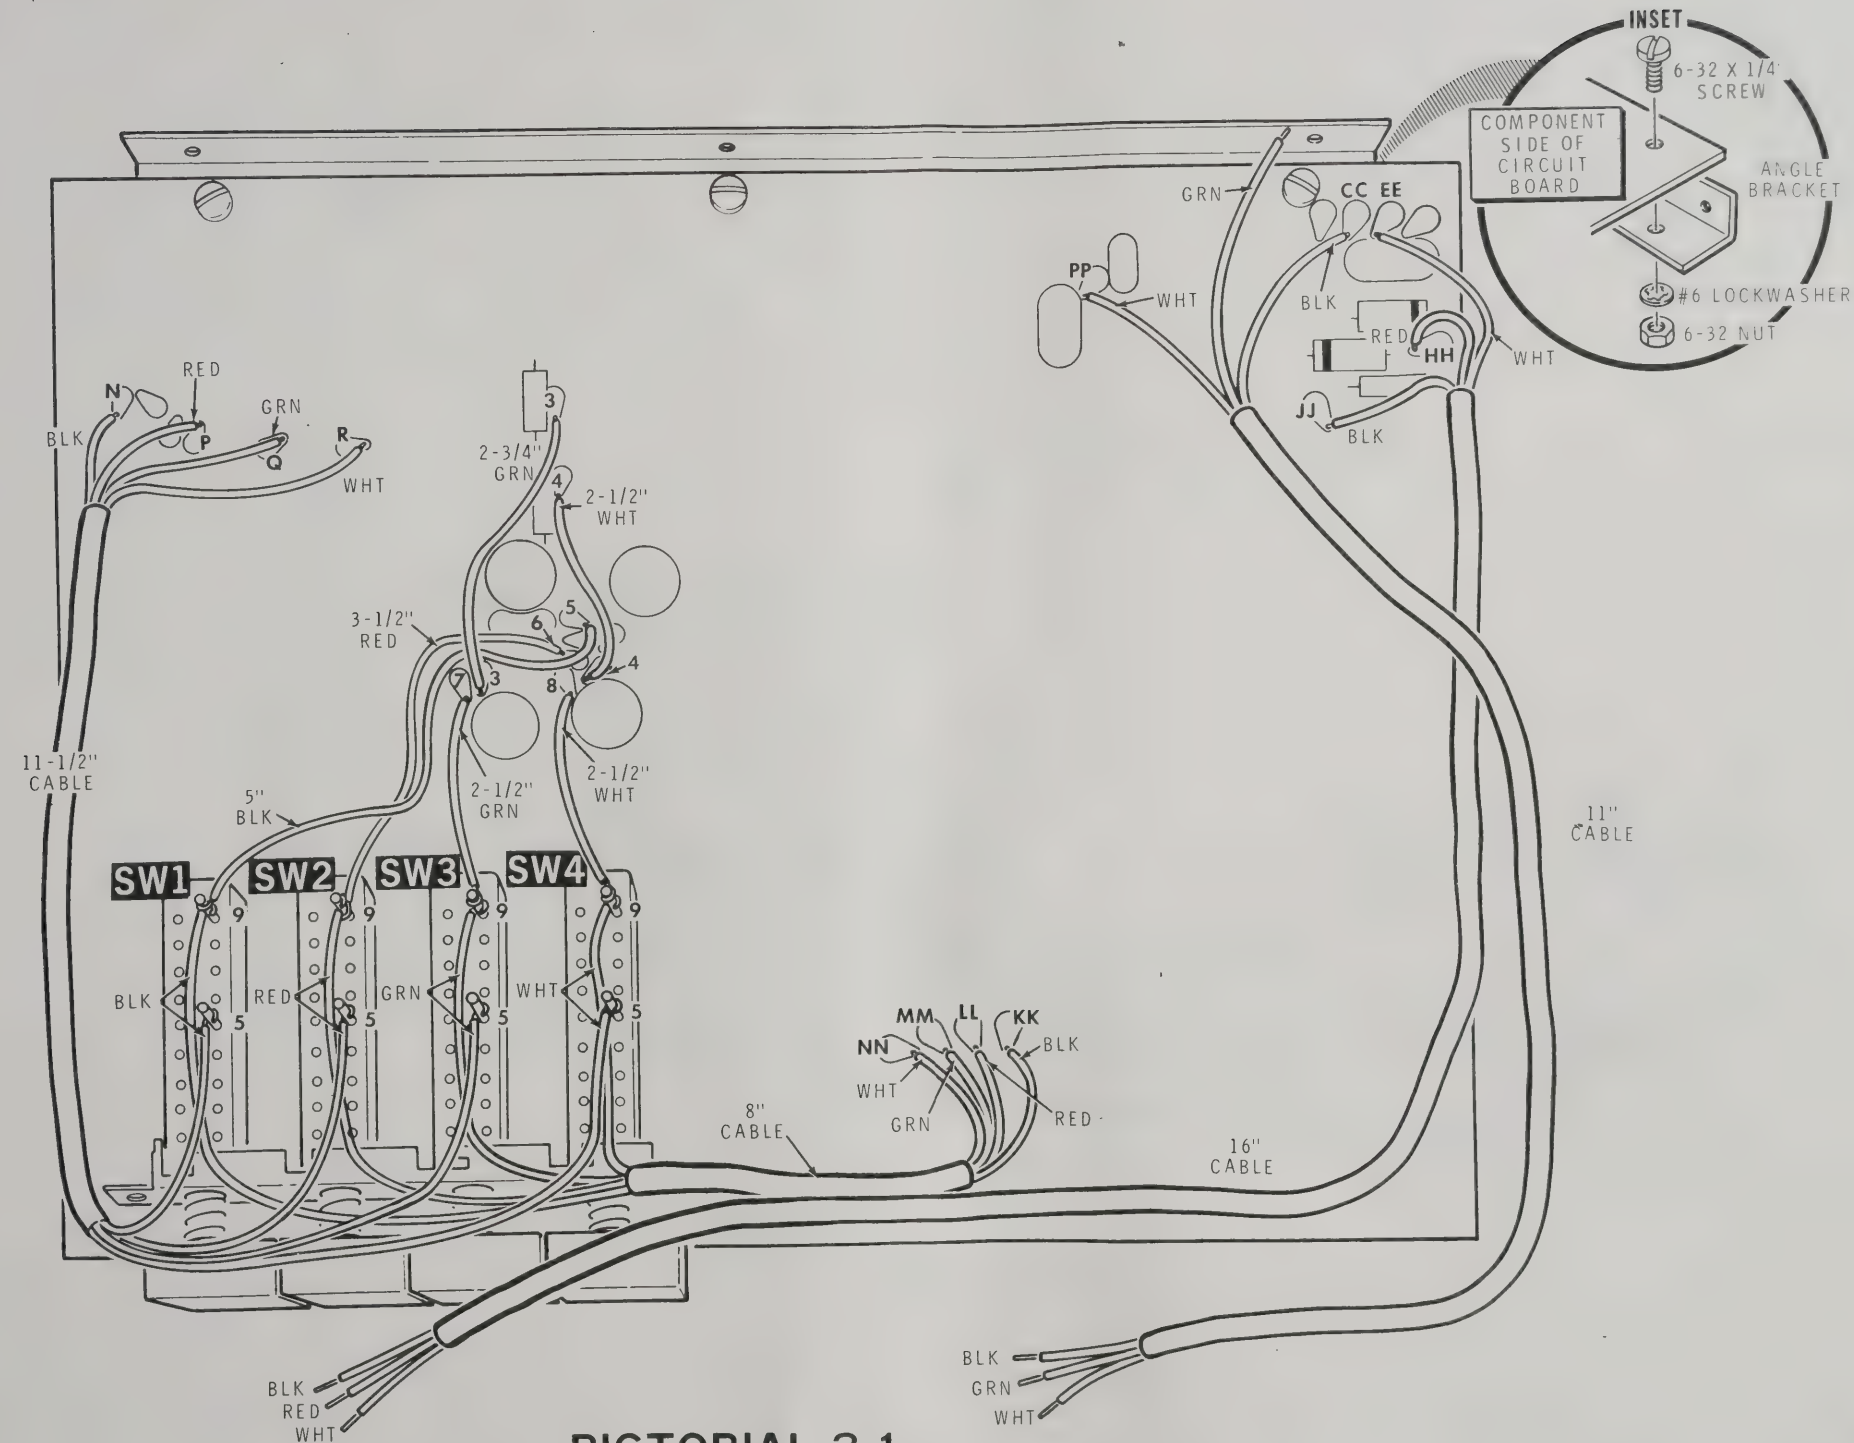 INSET
6-32 X 1/4"
SCREW
COMPONENT
SIDE OF
CIRCUIT
BOARD
ANGLE
BRACKET
#6 LOCKWASHER
6-32 NUT
GRN
CC EE
PP
WHT
BLK
RED
HH
WHT
JJ
BLK
N
RED
GRN
BLK
P
Q
R
WHT
3
2-3/4"
GRN
4
2-1/2"
WHT
3-1/2"
RED
5
6
4
7
3
8
11-1/2"
CABLE
2-1/2"
GRN
2-1/2"
WHT
5"
BLK
11"
CABLE
SW1
SW2
SW3
SW4
9
9
9
9
BLK
RED
GRN
WHT
5
5
5
5
NN
MM
LL
KK
BLK
WHT
GRN
RED
8"
CABLE
16"
CABLE
BLK
RED
WHT
BLK
GRN
WHT
PICTORIAL 3-1